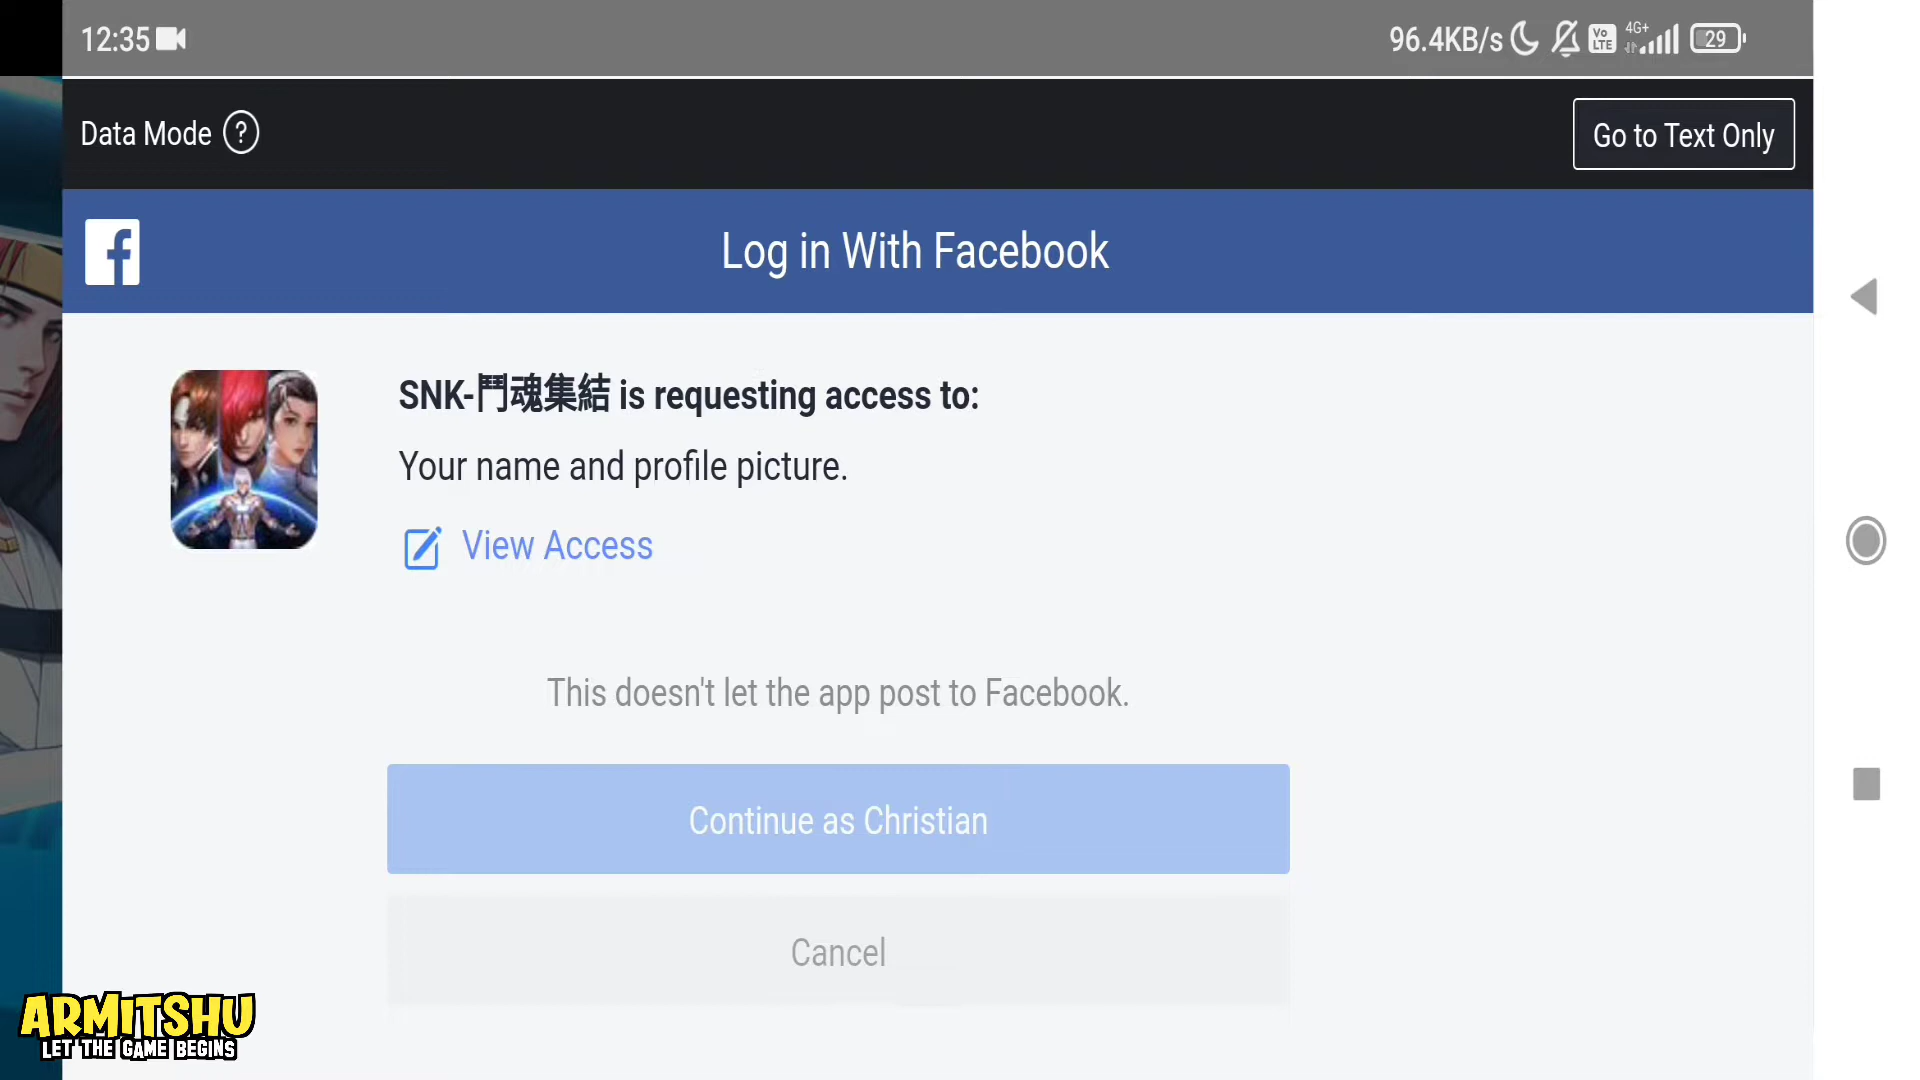 12:35
96.4KB/s
Vo LTE
4G+
29
Data Mode ?
Go to Text Only
Log in With Facebook
SNK-鬥魂集結 is requesting access to:
Your name and profile picture.
View Access
This doesn't let the app post to Facebook.
Continue as Christian
Cancel
ARMITSHU
LET THE GAME BEGINS